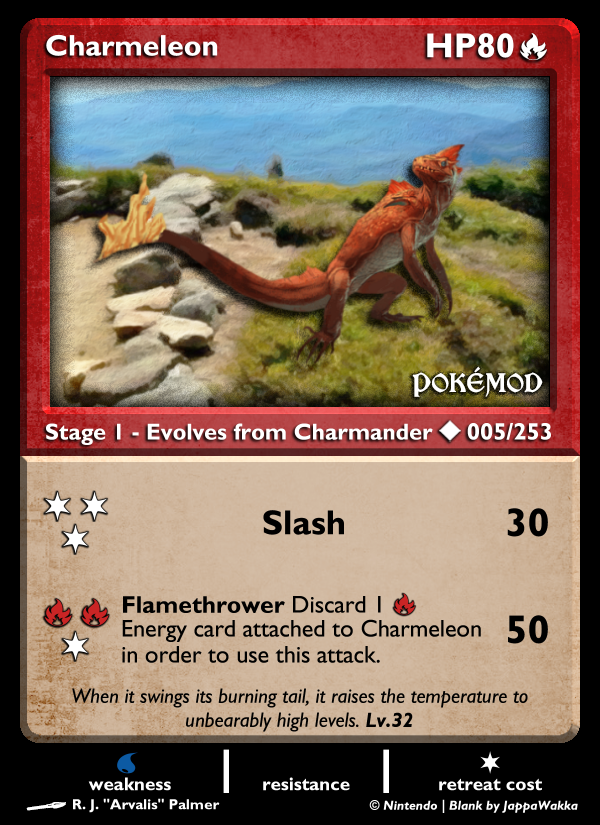 Charmeleon HP80
POKÉMOD
Stage 1 - Evolves from Charmander ◆ 005/253
Slash 30
Flamethrower Discard 1
Energy card attached to Charmeleon 50
in order to use this attack.
When it swings its burning tail, it raises the temperature to
unbearably high levels. Lv.32
weakness resistance retreat cost
R. J. "Arvalis" Palmer © Nintendo | Blank by JappaWakka